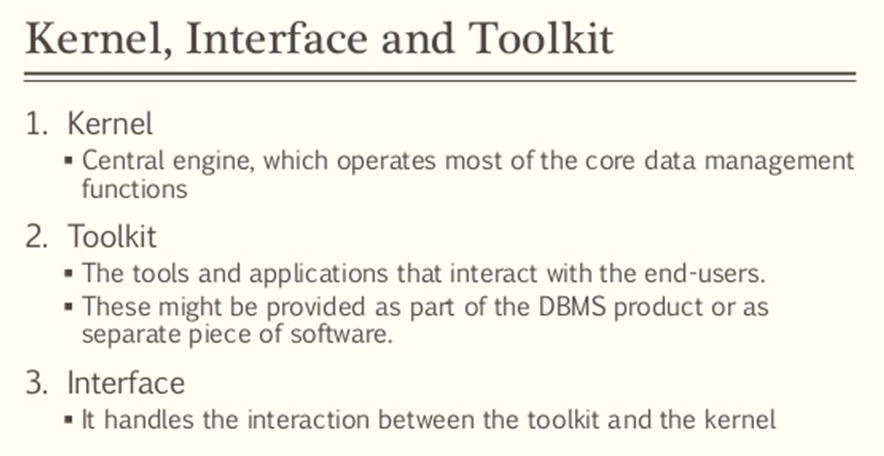 Kernel, Interface and Toolkit
1. Kernel
▪ Central engine, which operates most of the core data management
functions
2. Toolkit
▪ The tools and applications that interact with the end-users.
▪ These might be provided as part of the DBMS product or as
separate piece of software.
3. Interface
▪ It handles the interaction between the toolkit and the kernel